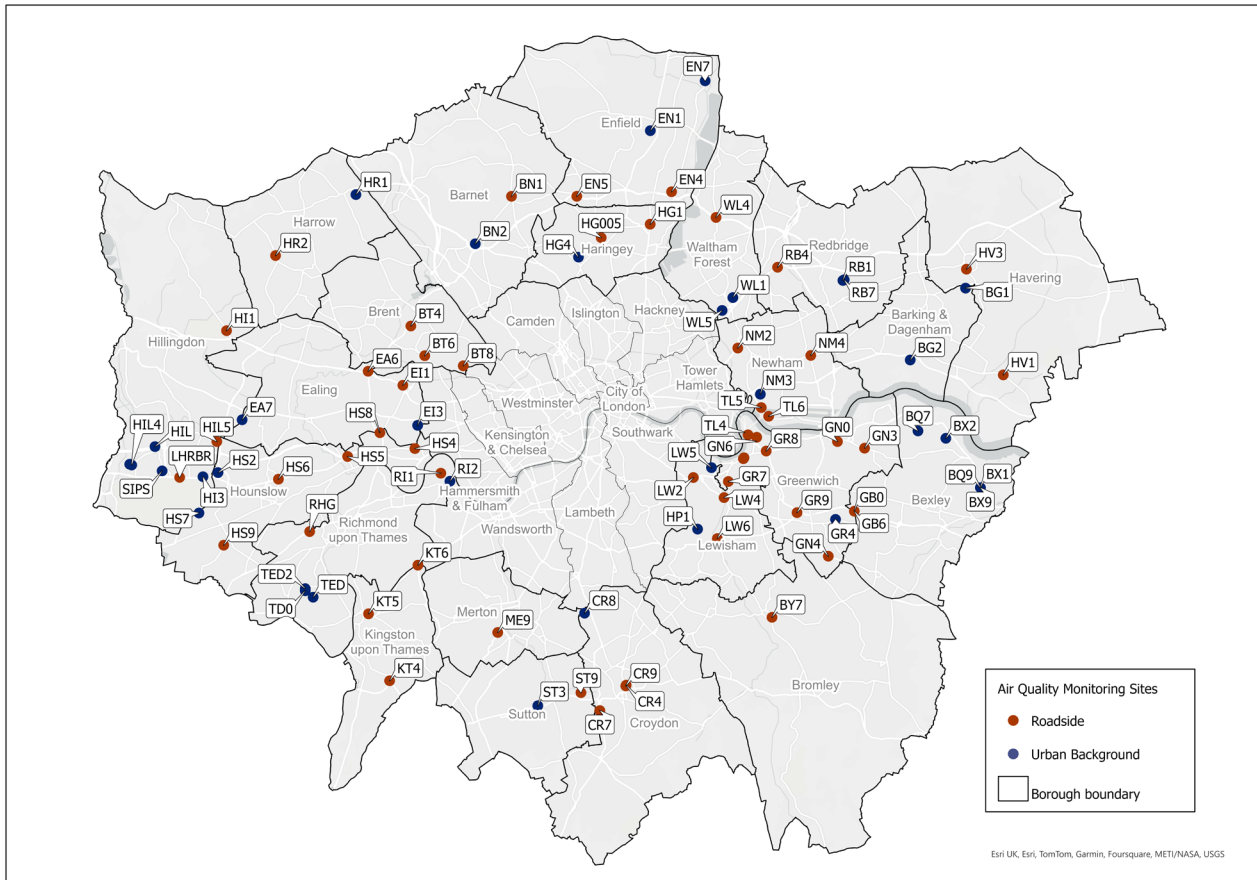 EN7
EN1
Enfield
HR1
BN1
EN5
EN4
Barnet
WL4
HG1
HG005
Harrow
BN2
HG4
Haringey
HR2
Waltham
Forest
RB4
Redbridge
RB1
RB7
HV3
Havering
BG1
WL1
WL5
Hillingdon
HI1
Brent
BT4
BT6
BT8
Camden
Islington
Hackney
Barking &
Dagenham
BG2
NM2
NM4
Newham
NM3
HV1
EA6
EI1
Ealing
Tower
Hamlets
City of
London
Westminster
TL5
TL6
EA7
HS8
EI3
HIL4
HIL
HIL5
LHRBR
HS2
HS6
HS5
HS4
Kensington
& Chelsea
Southwark
TL4
GN6
GR8
GN0
GN3
BQ7
BX2
SIPS
HI3
Hounslow
RI1
RI2
Hammersmith
& Fulham
LW5
LW2
GR7
LW4
Greenwich
GR9
GB0
GB6
GR4
GN4
BQ9
BX1
BX9
Bexley
HS7
HS9
RHG
Richmond
upon Thames
Wandsworth
Lambeth
HP1
LW6
Lewisham
KT6
TED2
TED
TD0
KT5
Kingston
upon Thames
Merton
ME9
CR8
BY7
KT4
ST3
Sutton
ST9
CR7
CR9
CR4
Croydon
Bromley
Air Quality Monitoring Sites
Roadside
Urban Background
Borough boundary
Esri UK, Esri, TomTom, Garmin, Foursquare, METI/NASA, USGS